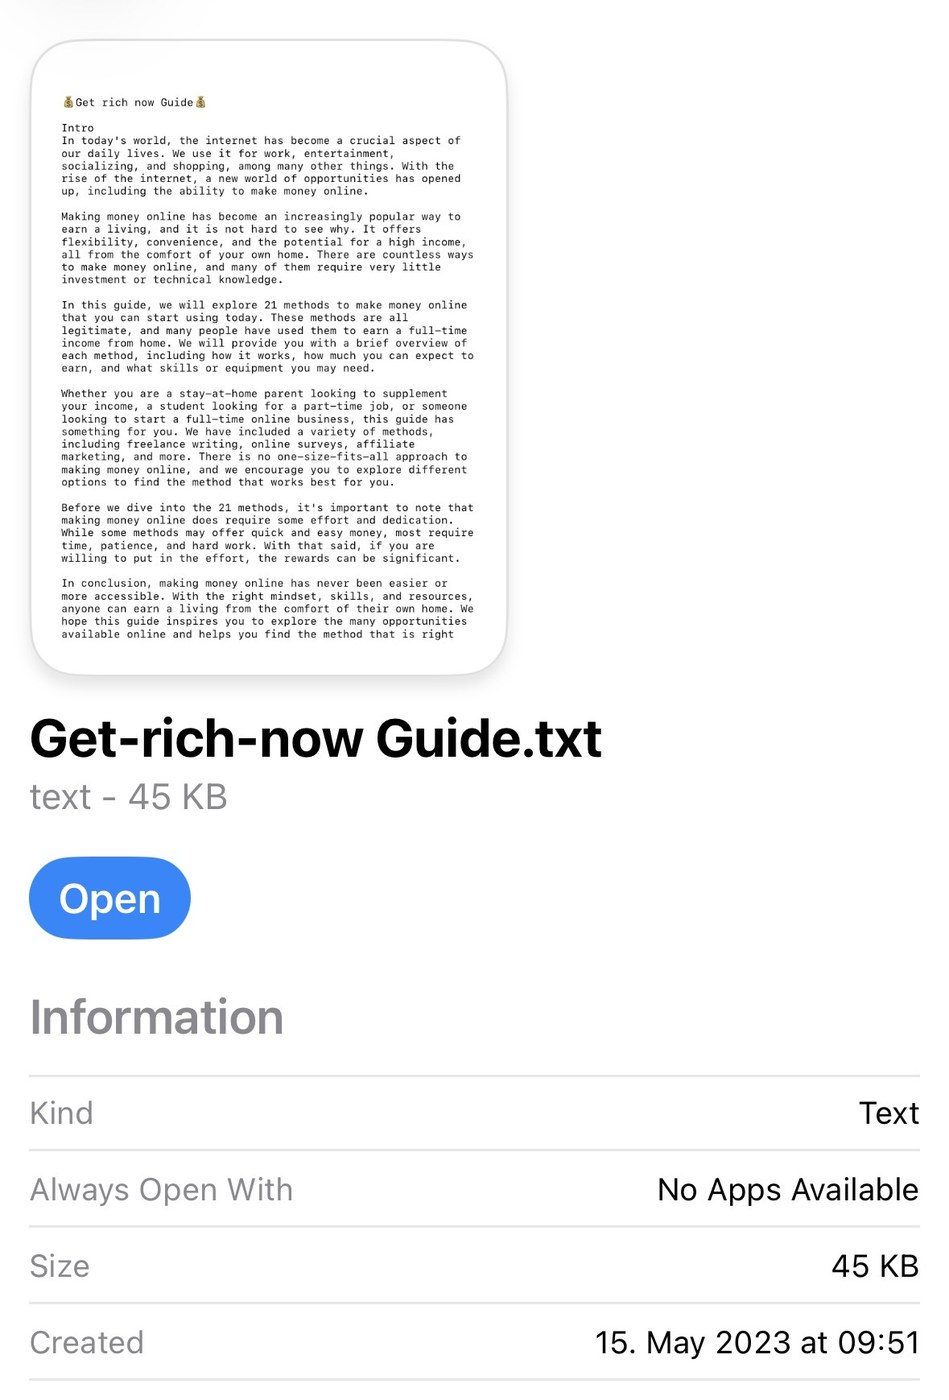 💰Get rich now Guide💰
Intro
In today's world, the internet has become a crucial aspect of
our daily lives. We use it for work, entertainment,
socializing, and shopping, among many other things. With the
rise of the internet, a new world of opportunities has opened
up, including the ability to make money online.
Making money online has become an increasingly popular way to
earn a living, and it is not hard to see why. It offers
flexibility, convenience, and the potential for a high income,
all from the comfort of your own home. There are countless ways
to make money online, and many of them require very little
investment or technical knowledge.
In this guide, we will explore 21 methods to make money online
that you can start using today. These methods are all
legitimate, and many people have used them to earn a full-time
income from home. We will provide you with a brief overview of
each method, including how it works, how much you can expect to
earn, and what skills or equipment you may need.
Whether you are a stay-at-home parent looking to supplement
your income, a student looking for a part-time job, or someone
looking to start a full-time online business, this guide has
something for you. We have included a variety of methods,
including freelance writing, online surveys, affiliate
marketing, and more. There is no one-size-fits-all approach to
making money online, and we encourage you to explore different
options to find the method that works best for you.
Before we dive into the 21 methods, it's important to note that
making money online does require some effort and dedication.
While some methods may offer quick and easy money, most require
time, patience, and hard work. With that said, if you are
willing to put in the effort, the rewards can be significant.
In conclusion, making money online has never been easier or
more accessible. With the right mindset, skills, and resources,
anyone can earn a living from the comfort of their own home. We
hope this guide inspires you to explore the many opportunities
available online and helps you find the method that is right
Get-rich-now Guide.txt
text - 45 KB
Open
Information
Kind Text
Always Open With No Apps Available
Size 45 KB
Created 15. May 2023 at 09:51